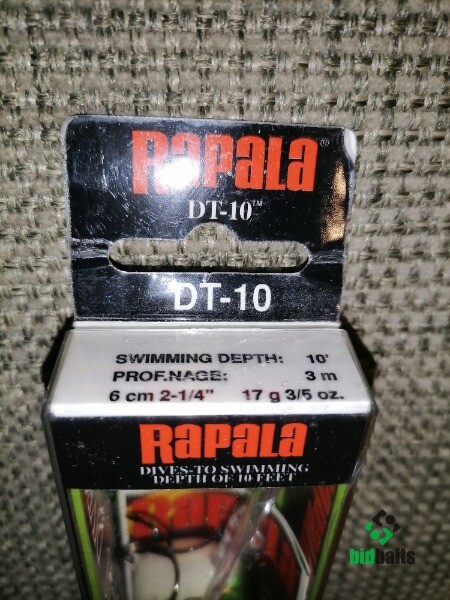 Rapala®
DT-10™
DT-10
SWIMMING DEPTH: 10'
PROF.NAGE: 3 m
6 cm 2-1/4" 17 g 3/5 oz.
Rapala
DIVES-TO SWIMMING
DEPTH OF 10 FEET
bidbaits